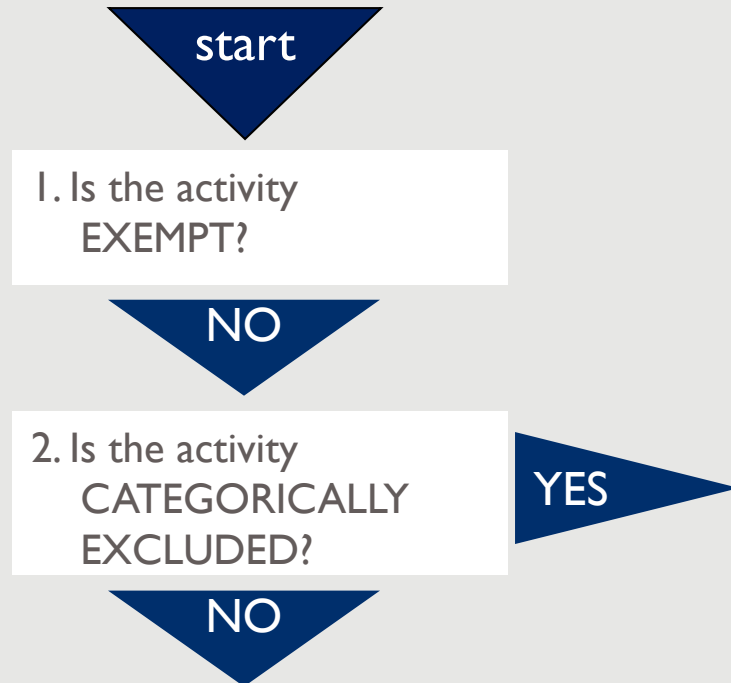 start
1. Is the activity
EXEMPT?
NO
2. Is the activity
CATEGORICALLY
EXCLUDED?
YES
NO